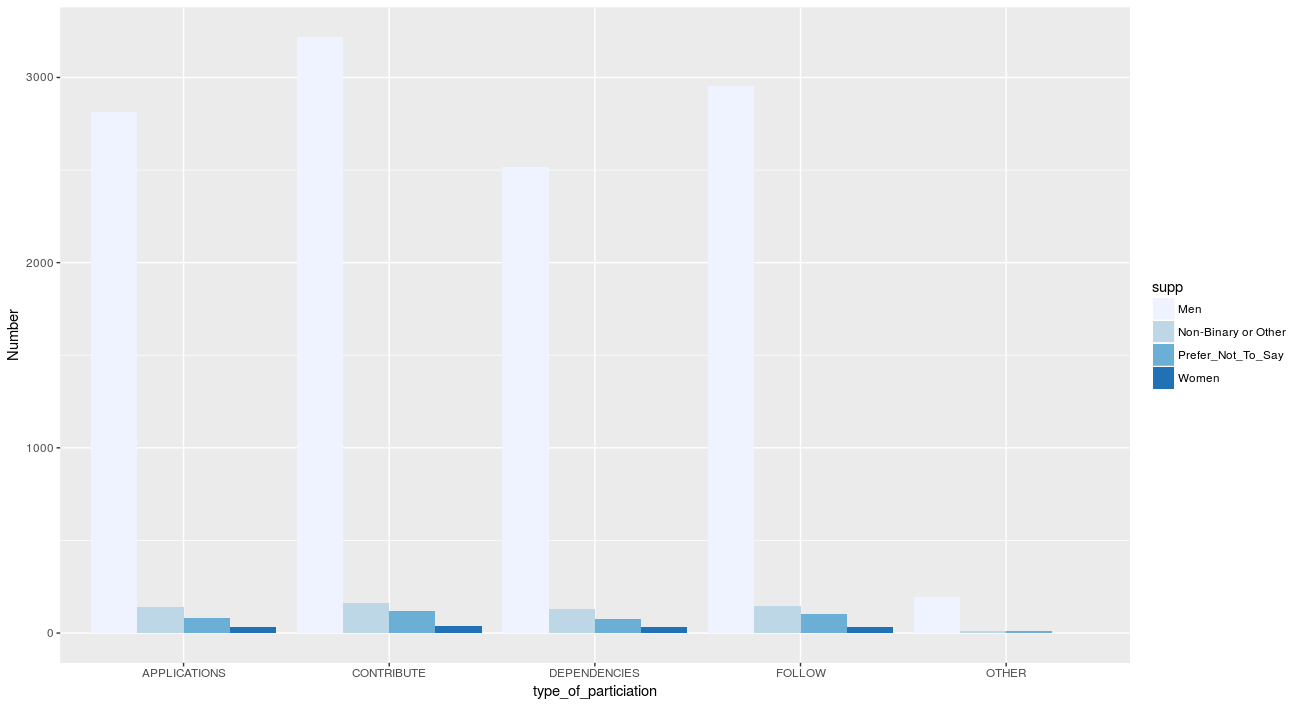 3000
2000
1000
0
Number
APPLICATIONS
CONTRIBUTE
DEPENDENCIES
FOLLOW
OTHER
type_of_particiation
supp
Men
Non-Binary or Other
Prefer_Not_To_Say
Women